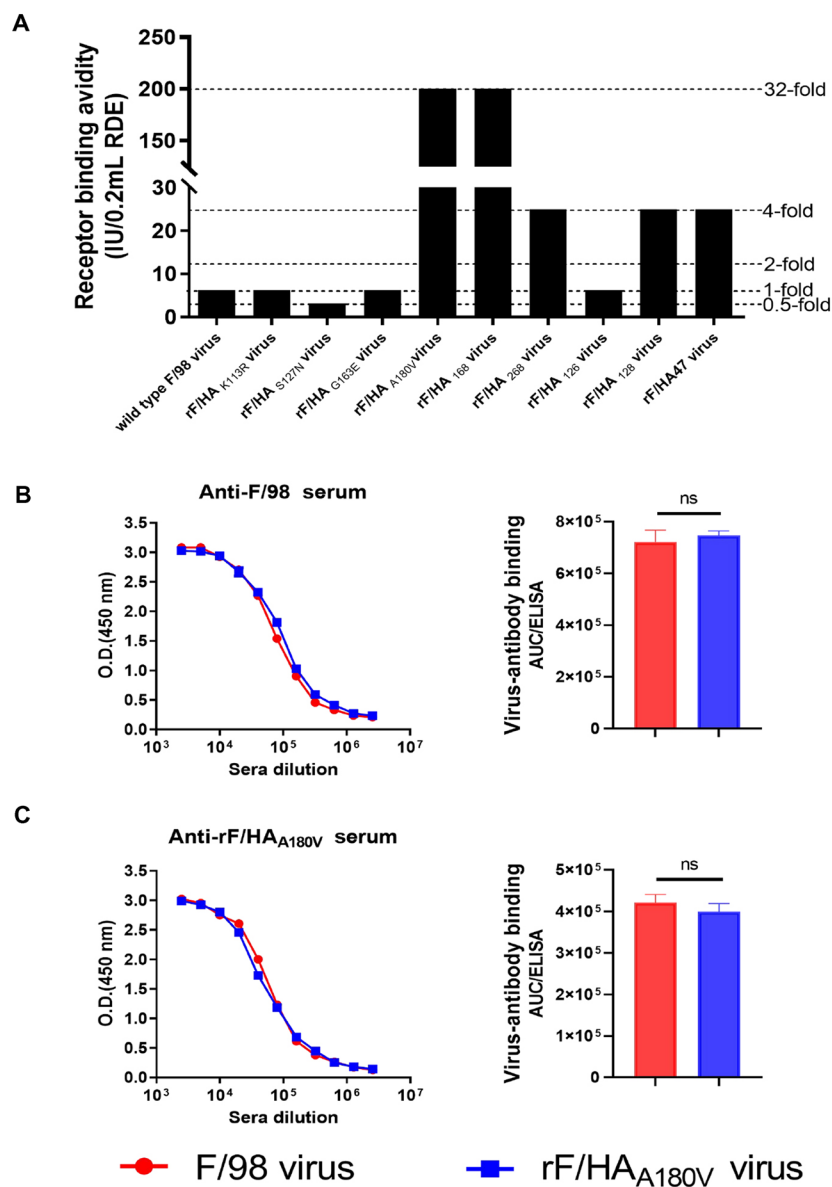 A
Receptor binding avidity
(IU/0.2mL RDE)
250
200
150
30
20
10
0
32-fold
4-fold
2-fold
1-fold
0.5-fold
wild type F/98 virus
rF/HA K113R virus
rF/HA S127N virus
rF/HA G163E virus
rF/HA A180V virus
rF/HA 168 virus
rF/HA 268 virus
rF/HA 126 virus
rF/HA 128 virus
rF/HA47 virus
B
Anti-F/98 serum
O.D.(450 nm)
3.5
3.0
2.5
2.0
1.5
1.0
0.5
0.0
10³ 10⁴ 10⁵ 10⁶ 10⁷
Sera dilution
Virus-antibody binding
AUC/ELISA
8×10⁵
6×10⁵
4×10⁵
2×10⁵
0
ns
C
Anti-rF/HAA180V serum
O.D.(450 nm)
3.5
3.0
2.5
2.0
1.5
1.0
0.5
0.0
10³ 10⁴ 10⁵ 10⁶ 10⁷
Sera dilution
Virus-antibody binding
AUC/ELISA
5×10⁵
4×10⁵
3×10⁵
2×10⁵
1×10⁵
0
ns
F/98 virus
rF/HAA180V virus